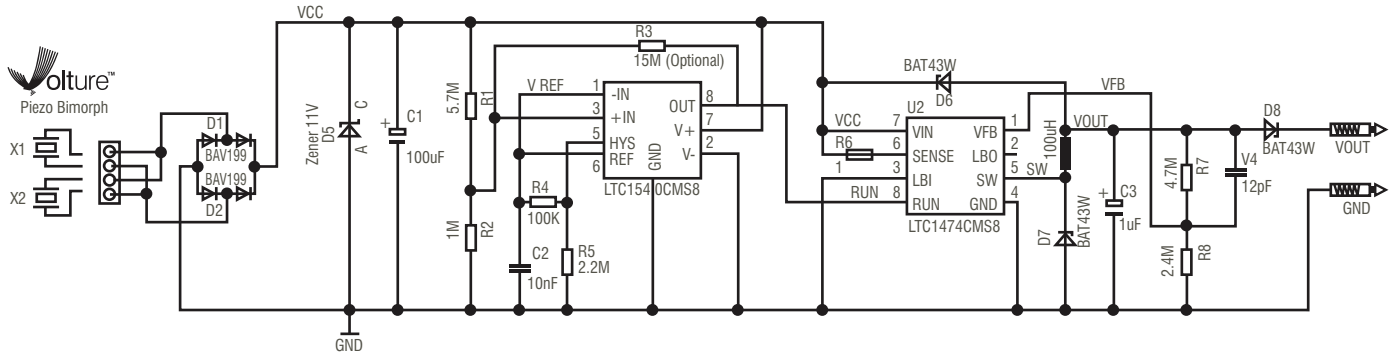 VCC
olture™
Piezo Bimorph
X1
X2
D1
BAV199
BAV199
D2
Zener 11V
D5
C
A
GND
+
C1
100uF
5.7M
R1
1M
R2
R3
15M (Optional)
V REF
1
-IN
3
+IN
5
HYS
REF
6
GND
OUT
8
7
V+
2
V-
LTC1540CMS8
R4
100K
C2
10nF
R5
2.2M
BAT43W
D6
U2
VCC
7
VIN
R6
6
SENSE
1
3
LBI
RUN
8
RUN
VFB
1
2
LBO
SW
5
SW
GND
4
LTC1474CMS8
100uH
VOUT
VFB
D7
BAT43W
+
C3
1uF
4.7M
R7
V4
12pF
2.4M
R8
D8
BAT43W
VOUT
GND